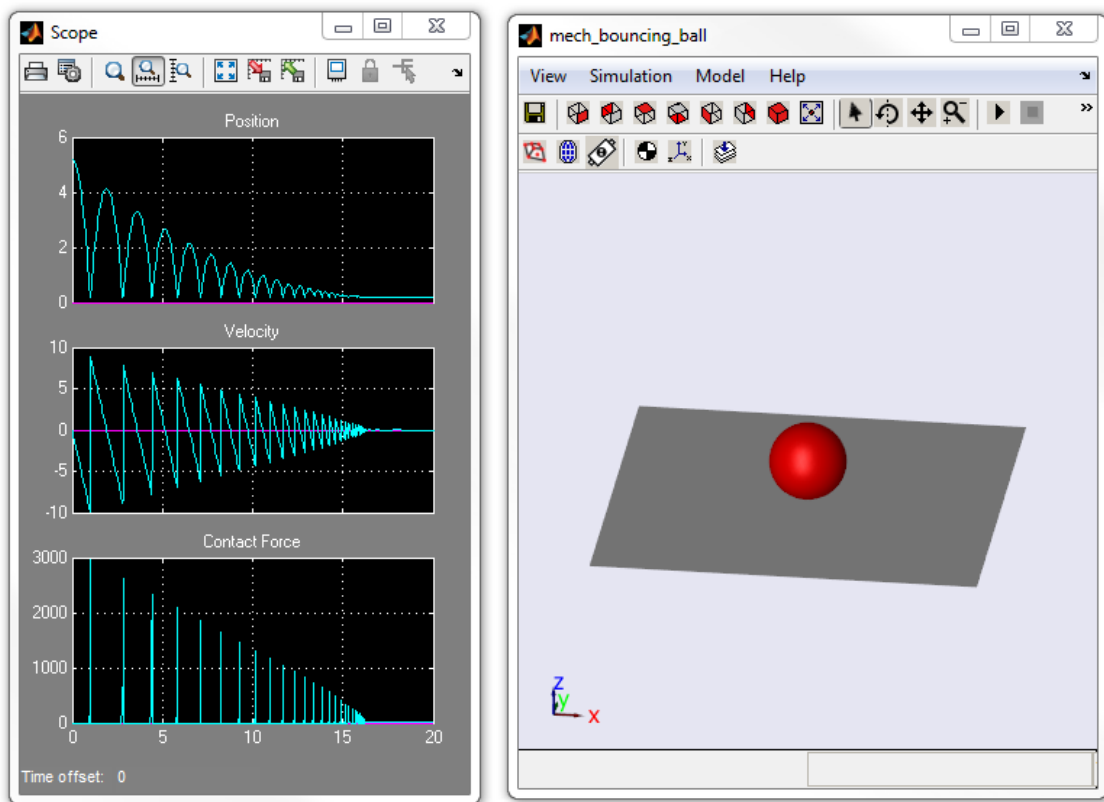 Scope
Position
6
4
2
0
Velocity
10
5
0
-5
-10
Contact Force
3000
2000
1000
0
0 5 10 15 20
Time offset: 0
mech_bouncing_ball
View Simulation Model Help
»
z
y
x